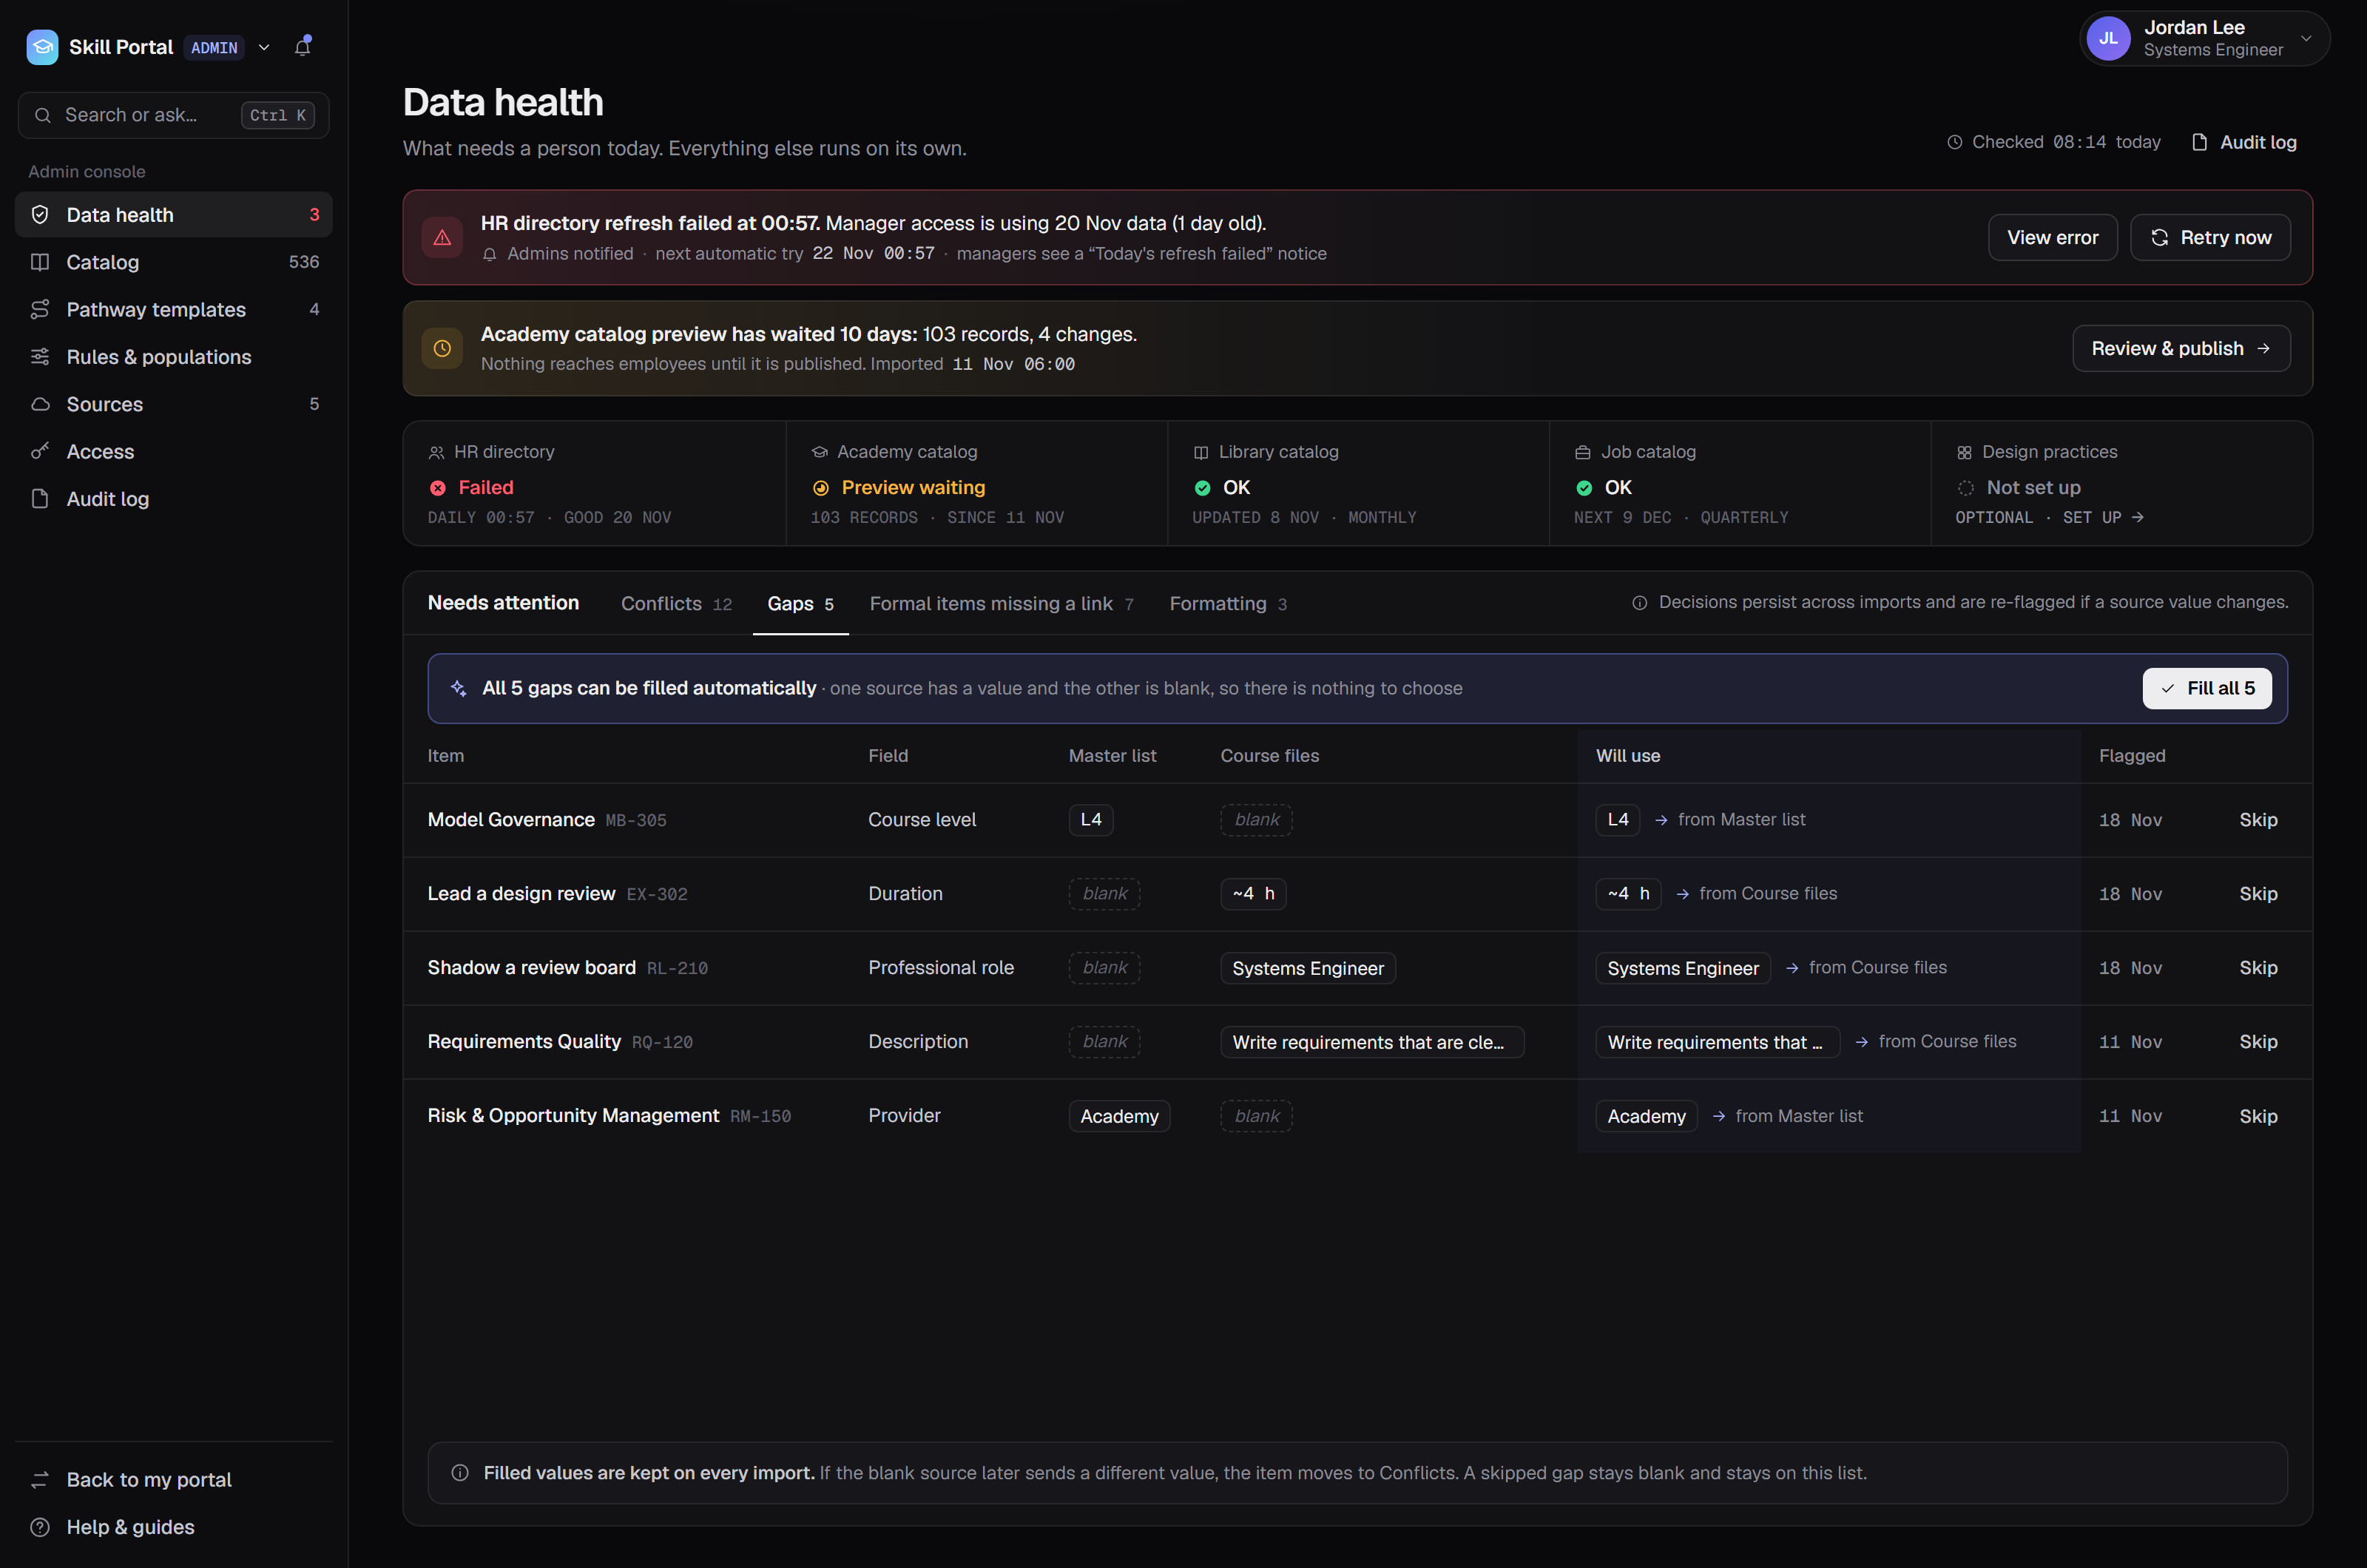 Skill Portal ADMIN
Search or ask... Ctrl K
Admin console
Data health 3
Catalog 536
Pathway templates 4
Rules & populations
Sources 5
Access
Audit log
Back to my portal
Help & guides
JL Jordan Lee
Systems Engineer
Data health
What needs a person today. Everything else runs on its own.
Checked 08:14 today Audit log
HR directory refresh failed at 00:57. Manager access is using 20 Nov data (1 day old).
Admins notified · next automatic try 22 Nov 00:57 · managers see a “Today's refresh failed” notice
View error Retry now
Academy catalog preview has waited 10 days: 103 records, 4 changes.
Nothing reaches employees until it is published. Imported 11 Nov 06:00
Review & publish →
HR directory
Failed
DAILY 00:57 · GOOD 20 NOV
Academy catalog
Preview waiting
103 RECORDS · SINCE 11 NOV
Library catalog
OK
UPDATED 8 NOV · MONTHLY
Job catalog
OK
NEXT 9 DEC · QUARTERLY
Design practices
Not set up
OPTIONAL · SET UP →
Needs attention Conflicts 12 Gaps 5 Formal items missing a link 7 Formatting 3
Decisions persist across imports and are re-flagged if a source value changes.
All 5 gaps can be filled automatically · one source has a value and the other is blank, so there is nothing to choose
Fill all 5
Item Field Master list Course files Will use Flagged
Model Governance MB-305 Course level L4 blank L4 → from Master list 18 Nov Skip
Lead a design review EX-302 Duration blank ~4 h ~4 h → from Course files 18 Nov Skip
Shadow a review board RL-210 Professional role blank Systems Engineer Systems Engineer → from Course files 18 Nov Skip
Requirements Quality RQ-120 Description blank Write requirements that are cle... Write requirements that ... → from Course files 11 Nov Skip
Risk & Opportunity Management RM-150 Provider Academy blank Academy → from Master list 11 Nov Skip
Filled values are kept on every import. If the blank source later sends a different value, the item moves to Conflicts. A skipped gap stays blank and stays on this list.